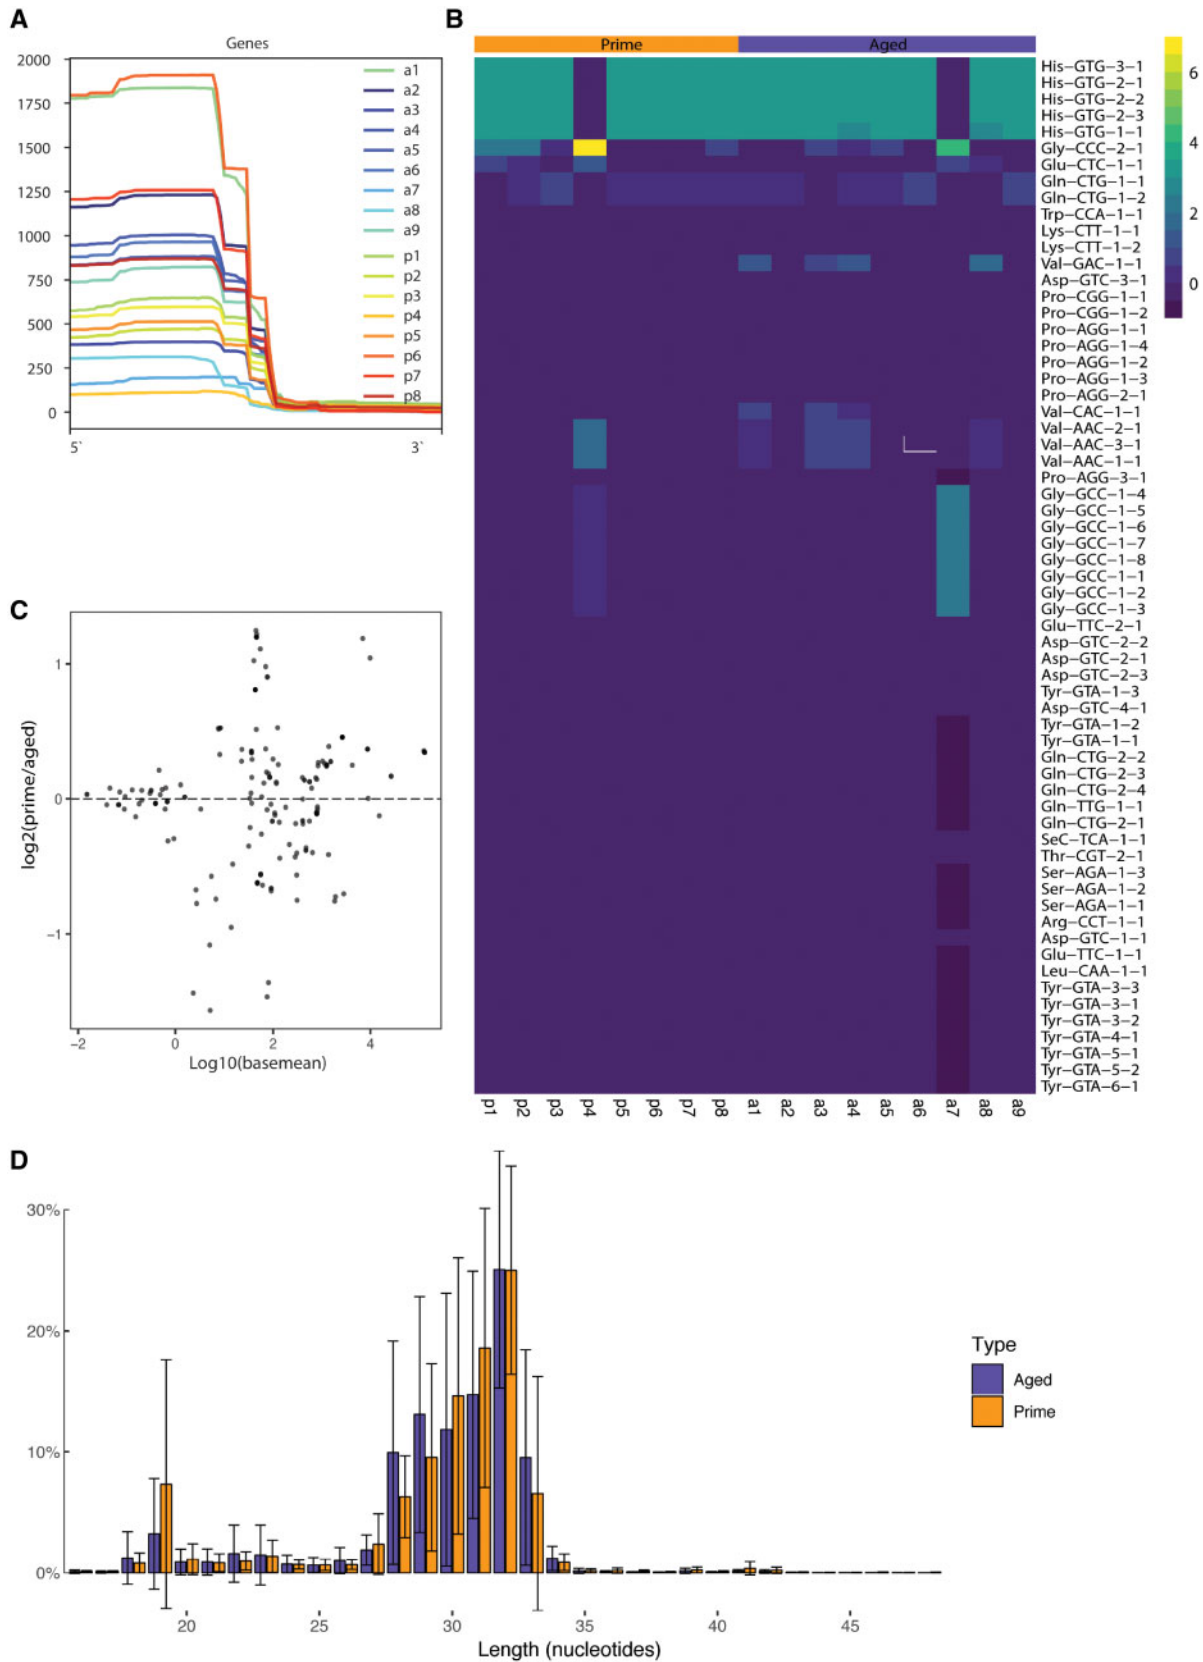 A
Genes
2000
1750
1500
1250
1000
750
500
250
0
5`
3`
a1
a2
a3
a4
a5
a6
a7
a8
a9
p1
p2
p3
p4
p5
p6
p7
p8
B
Prime
Aged
His−GTG−3−1
His−GTG−2−1
His−GTG−2−2
His−GTG−2−3
His−GTG−1−1
Gly−CCC−2−1
Glu−CTC−1−1
Gln−CTG−1−1
Gln−CTG−1−2
Trp−CCA−1−1
Lys−CTT−1−1
Lys−CTT−1−2
Val−GAC−1−1
Asp−GTC−3−1
Pro−CGG−1−1
Pro−CGG−1−2
Pro−AGG−1−1
Pro−AGG−1−4
Pro−AGG−1−2
Pro−AGG−1−3
Pro−AGG−2−1
Val−CAC−1−1
Val−AAC−2−1
Val−AAC−3−1
Val−AAC−1−1
Pro−AGG−3−1
Gly−GCC−1−4
Gly−GCC−1−5
Gly−GCC−1−6
Gly−GCC−1−7
Gly−GCC−1−8
Gly−GCC−1−1
Gly−GCC−1−2
Gly−GCC−1−3
Glu−TTC−2−1
Asp−GTC−2−2
Asp−GTC−2−1
Asp−GTC−2−3
Tyr−GTA−1−3
Asp−GTC−4−1
Tyr−GTA−1−2
Tyr−GTA−1−1
Gln−CTG−2−2
Gln−CTG−2−3
Gln−CTG−2−4
Gln−TTG−1−1
Gln−CTG−2−1
SeC−TCA−1−1
Thr−CGT−2−1
Ser−AGA−1−3
Ser−AGA−1−2
Ser−AGA−1−1
Arg−CCT−1−1
Asp−GTC−1−1
Glu−TTC−1−1
Leu−CAA−1−1
Tyr−GTA−3−3
Tyr−GTA−3−1
Tyr−GTA−3−2
Tyr−GTA−4−1
Tyr−GTA−5−1
Tyr−GTA−5−2
Tyr−GTA−6−1
p1 p2 p3 p4 p5 p6 p7 p8 a1 a2 a3 a4 a5 a6 a7 a8 a9
6
4
2
0
C
log2(prime/aged)
1
0
−1
−2 0 2 4
Log10(basemean)
D
30%
20%
10%
0%
20 25 30 35 40 45
Length (nucleotides)
Type
Aged
Prime